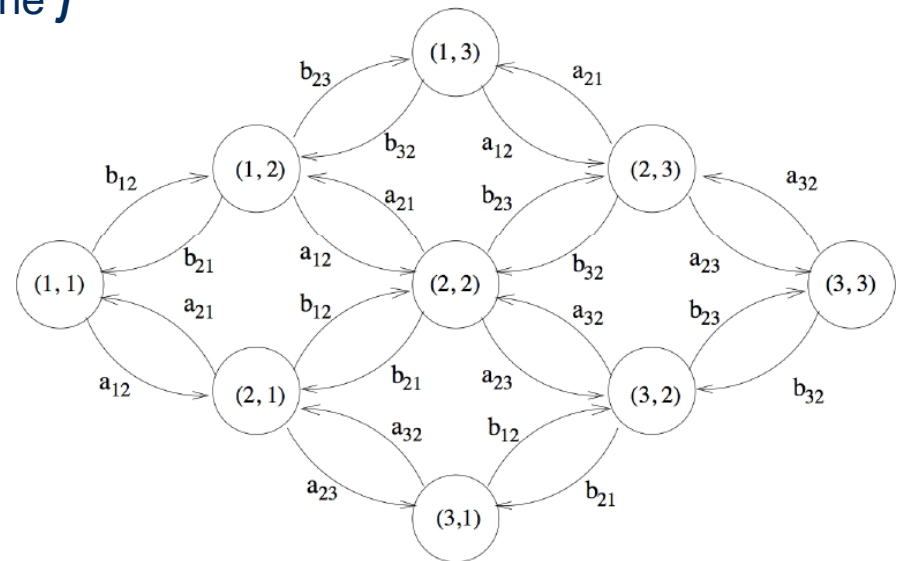 he f
(1, 3)
b23
a21
b32
a12
(1, 2)
(2, 3)
b12
a21
b23
a32
b21
a12
b32
a23
(1, 1)
(2, 2)
(3, 3)
a21
b12
a32
b23
a12
b21
a23
b32
(2, 1)
(3, 2)
a32
b12
a23
b21
(3,1)